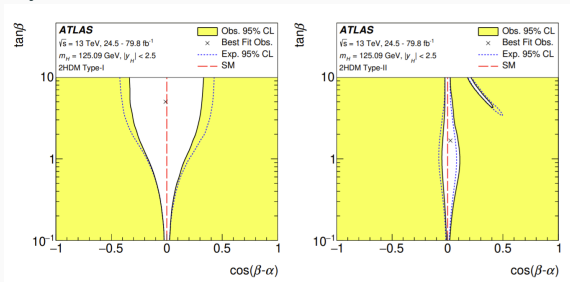 tanβ
ATLAS
√s = 13 TeV, 24.5 - 79.8 fb⁻¹
m_H = 125.09 GeV, |y_H| < 2.5
2HDM Type-I
Obs. 95% CL
Best Fit Obs.
Exp. 95% CL
SM
10
1
10⁻¹
−1 −0.5 0 0.5 1
cos(β-α)
tanβ
ATLAS
√s = 13 TeV, 24.5 - 79.8 fb⁻¹
m_H = 125.09 GeV, |y_H| < 2.5
2HDM Type-II
Obs. 95% CL
Best Fit Obs.
Exp. 95% CL
SM
10
1
10⁻¹
−1 −0.5 0 0.5 1
cos(β-α)